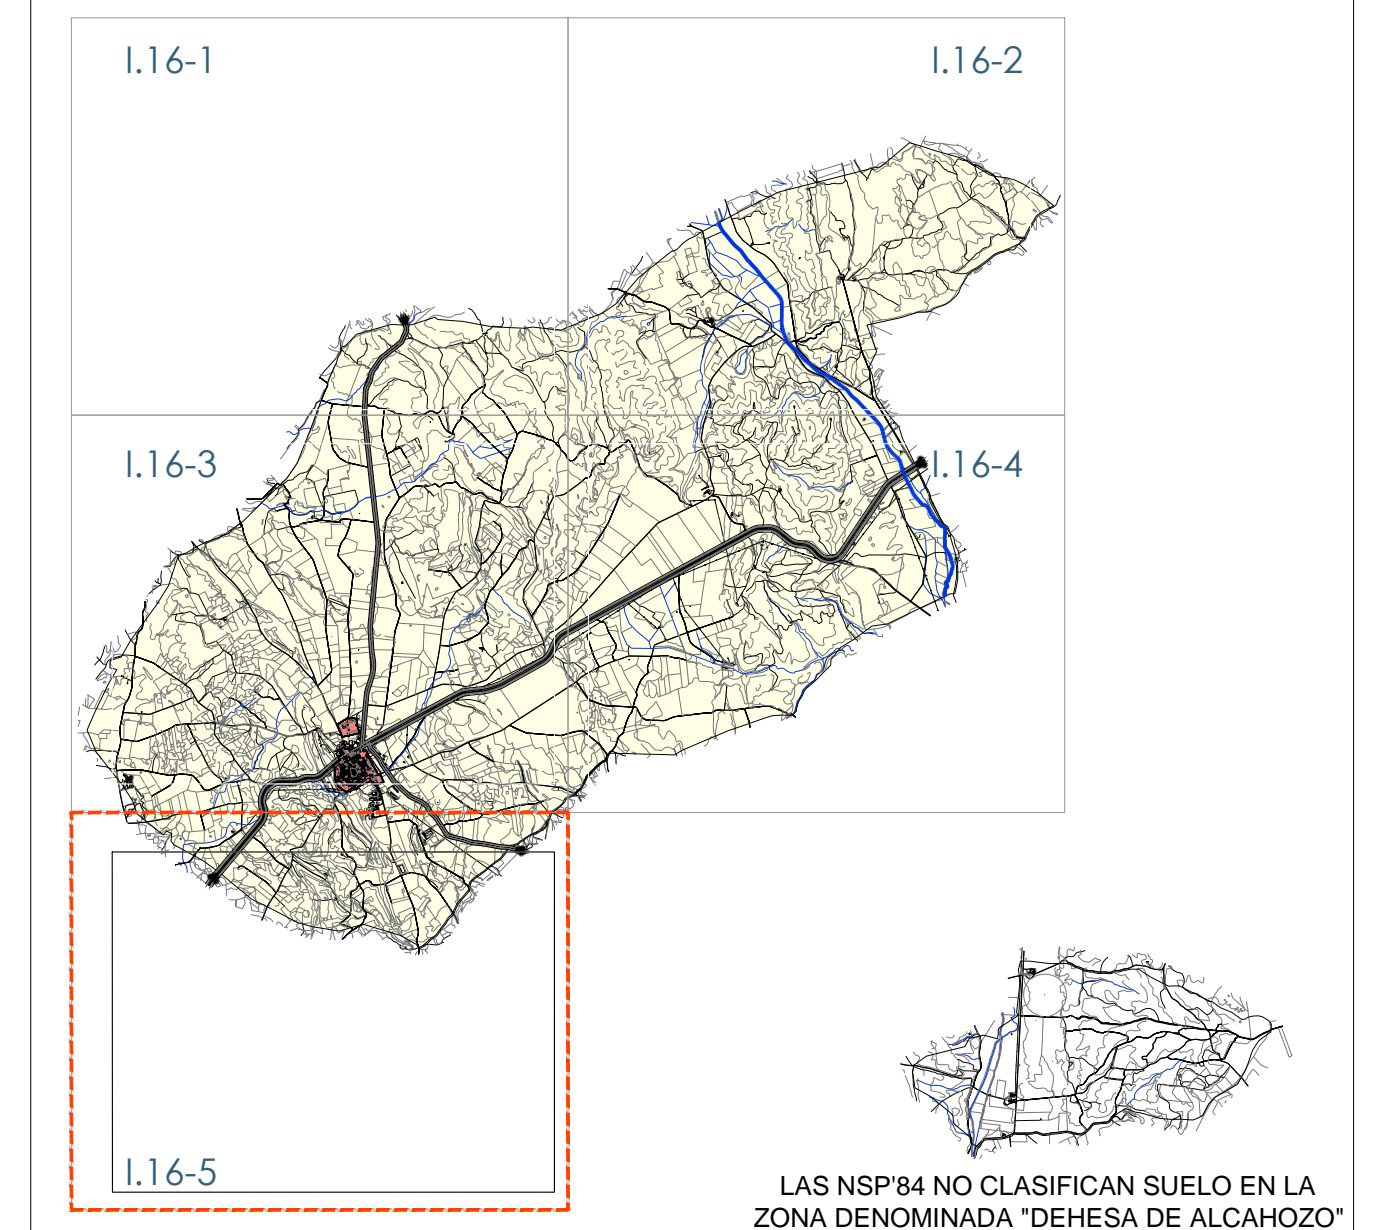 I.16-1
I.16-2
I.16-3
I.16-4
I.16-5
LAS NSP'84 NO CLASIFICAN SUELO EN LA
ZONA DENOMINADA "DEHESA DE ALCAHOZO"